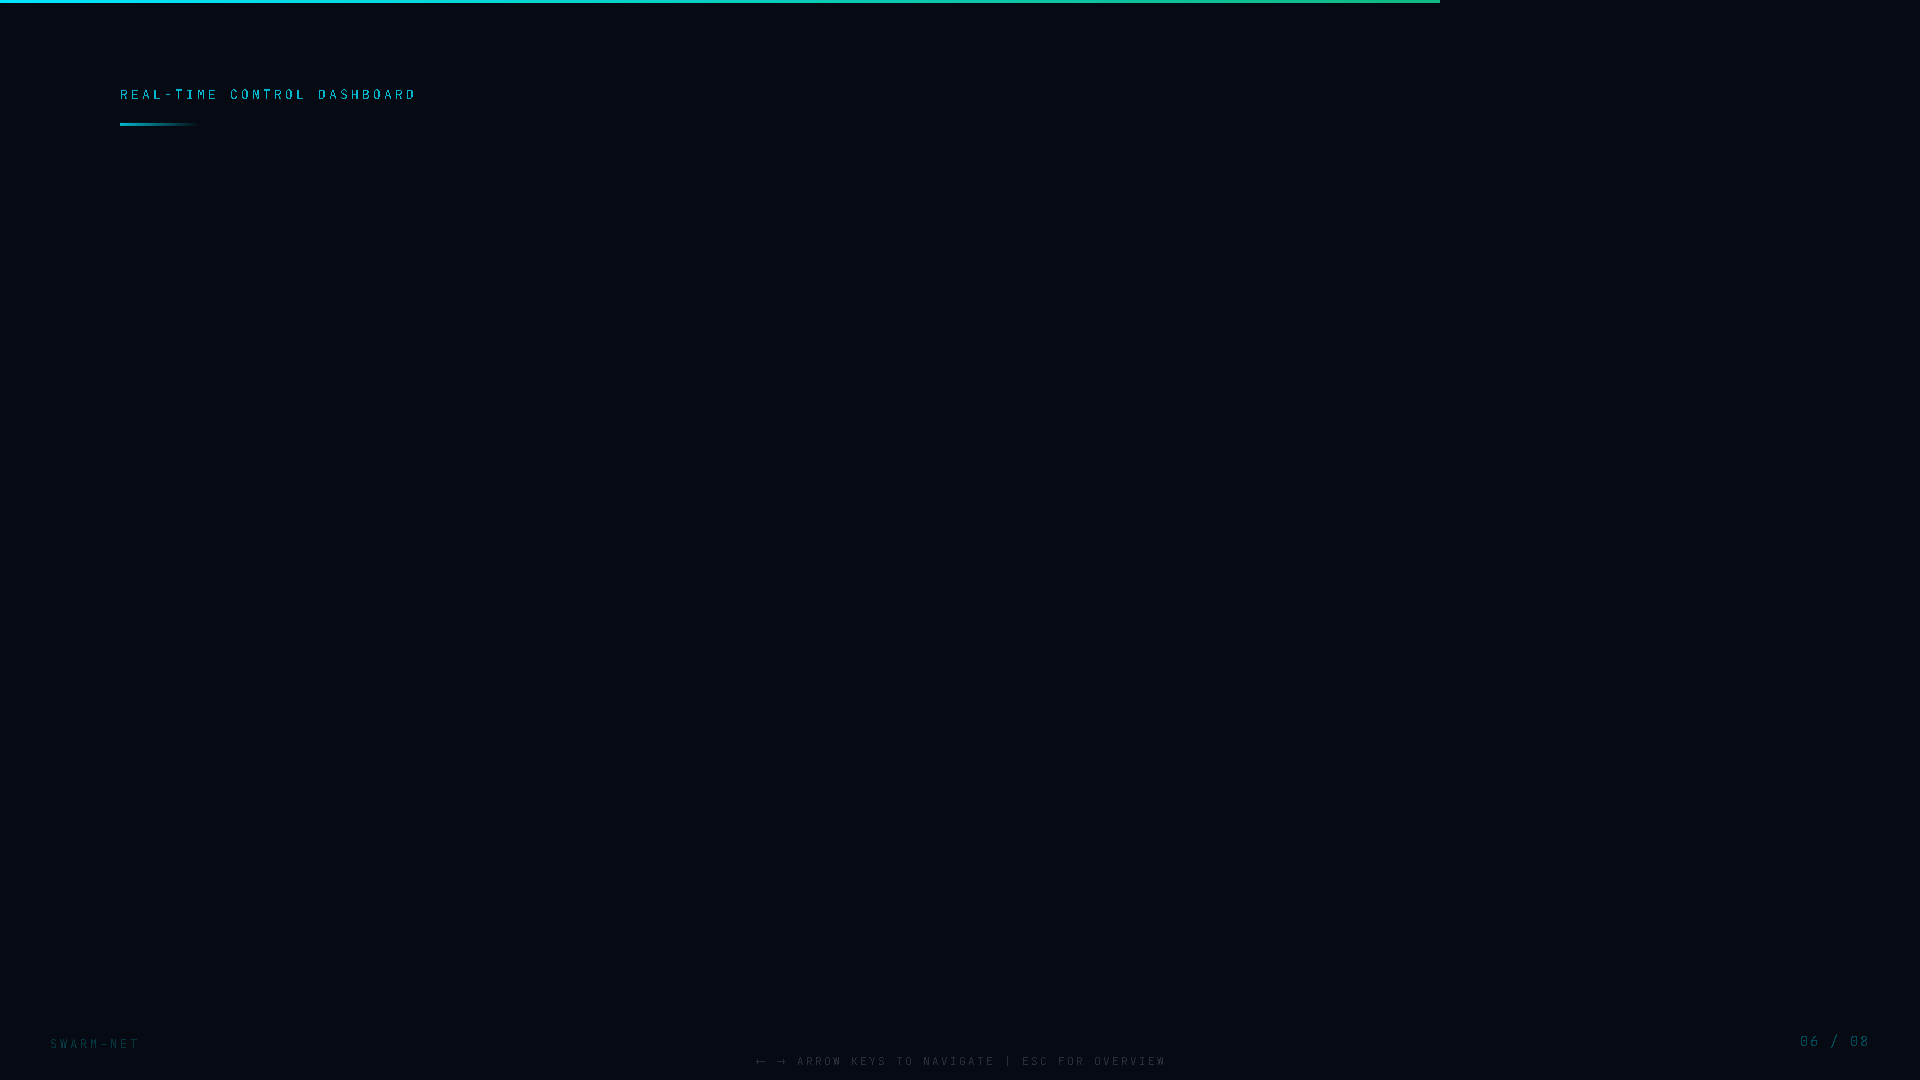 REAL-TIME CONTROL DASHBOARD
SWARM-NET
← → ARROW KEYS TO NAVIGATE | ESC FOR OVERVIEW
06 / 08